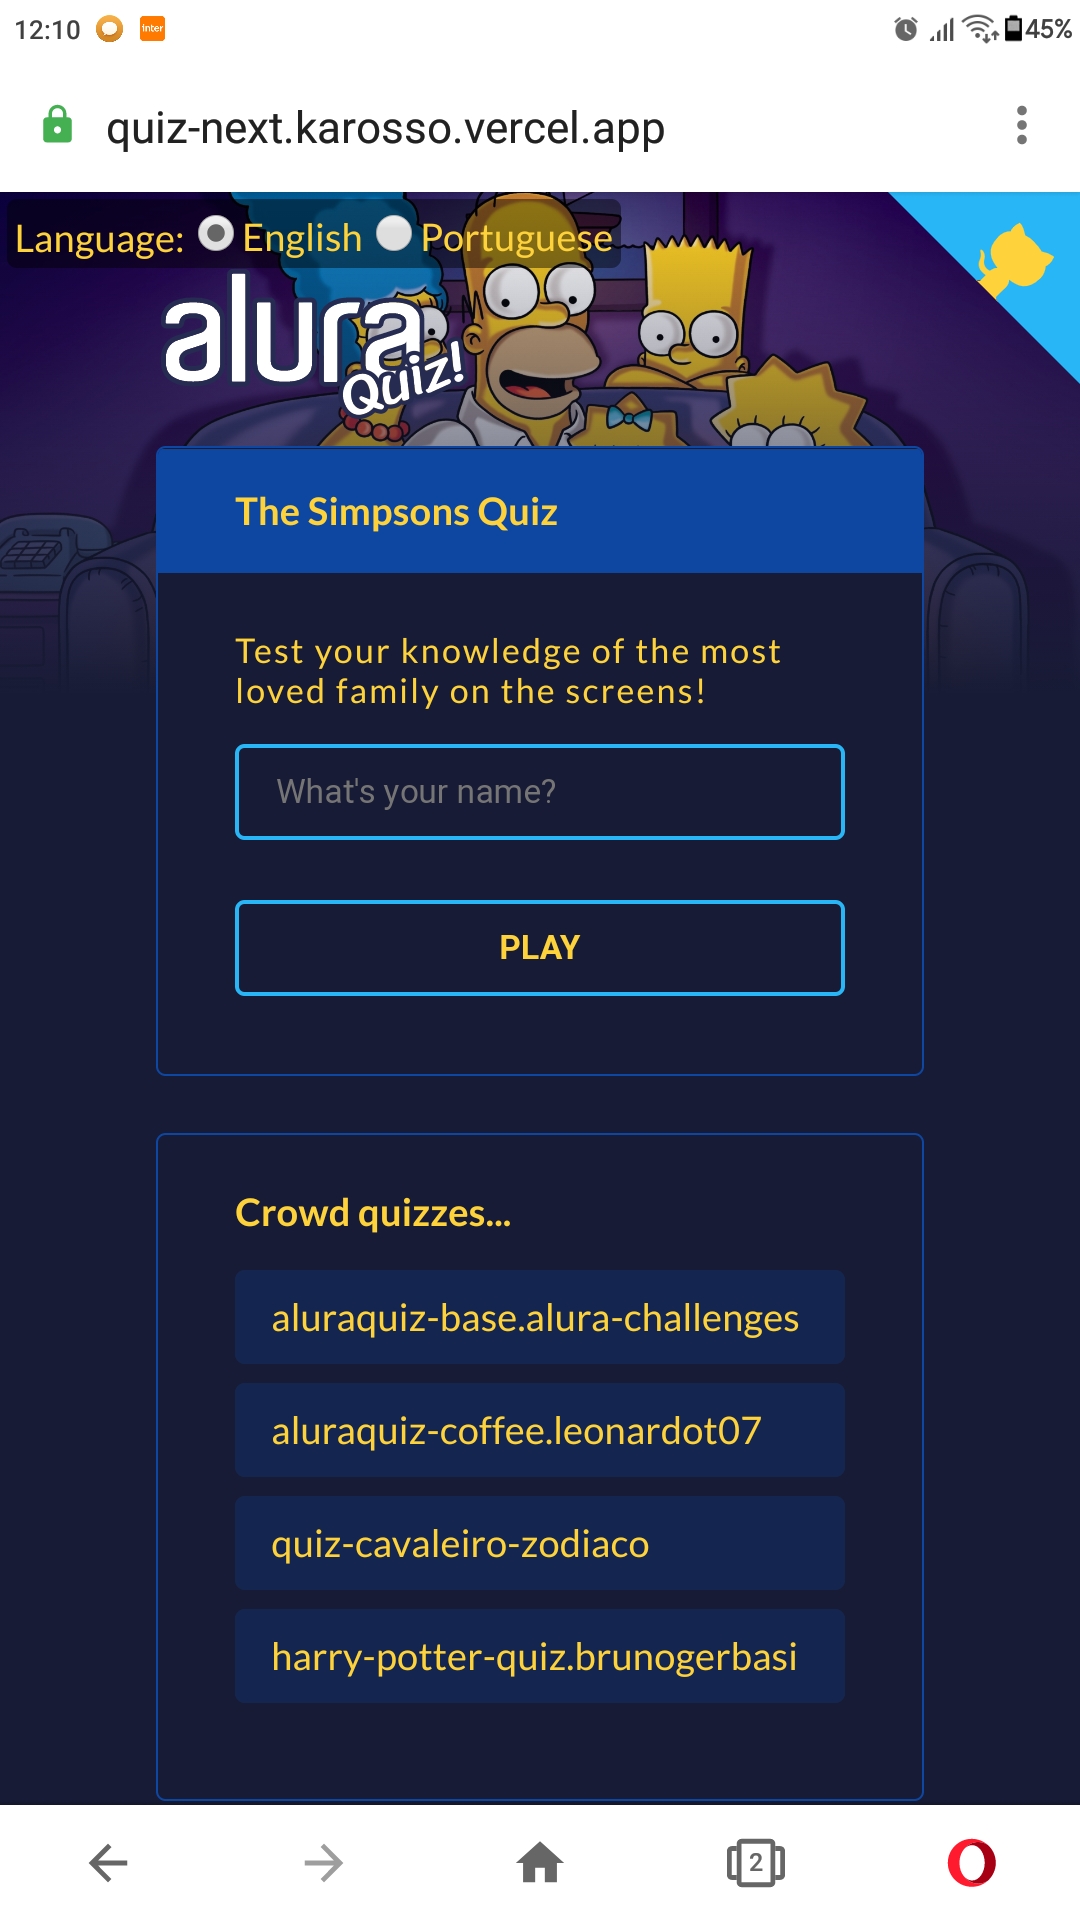 12:10 inter 45%
quiz-next.karosso.vercel.app
Language: English Portuguese
alura
Quiz!
The Simpsons Quiz
Test your knowledge of the most
loved family on the screens!
What's your name?
PLAY
Crowd quizzes...
aluraquiz-base.alura-challenges
aluraquiz-coffee.leonardot07
quiz-cavaleiro-zodiaco
harry-potter-quiz.brunogerbasi
2